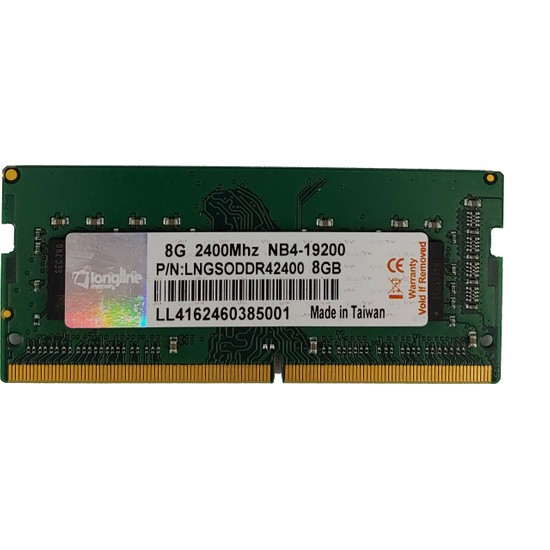 longline
8G 2400Mhz NB4-19200
P/N:LNGSODDR42400 8GB
LL4162460385001 Made in Taiwan
CE
Warranty
Void If Removed